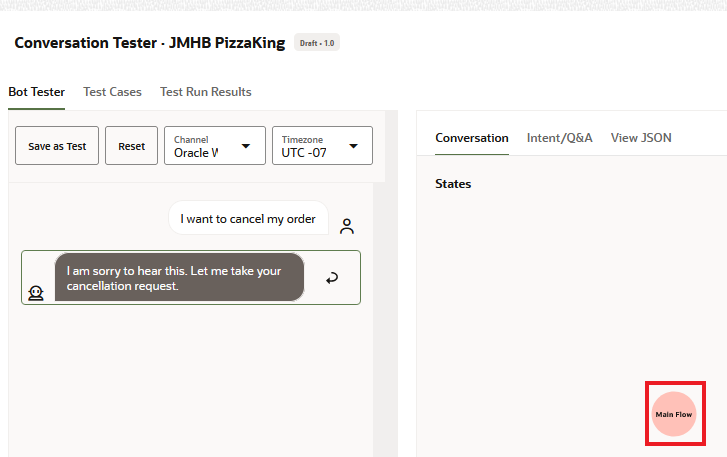 Conversation Tester · JMHB PizzaKing Draft • 1.0
Bot Tester Test Cases Test Run Results
Save as Test Reset Channel Oracle W Timezone UTC -07
Conversation Intent/Q&A View JSON
States
I want to cancel my order
I am sorry to hear this. Let me take your
cancellation request.
Main Flow